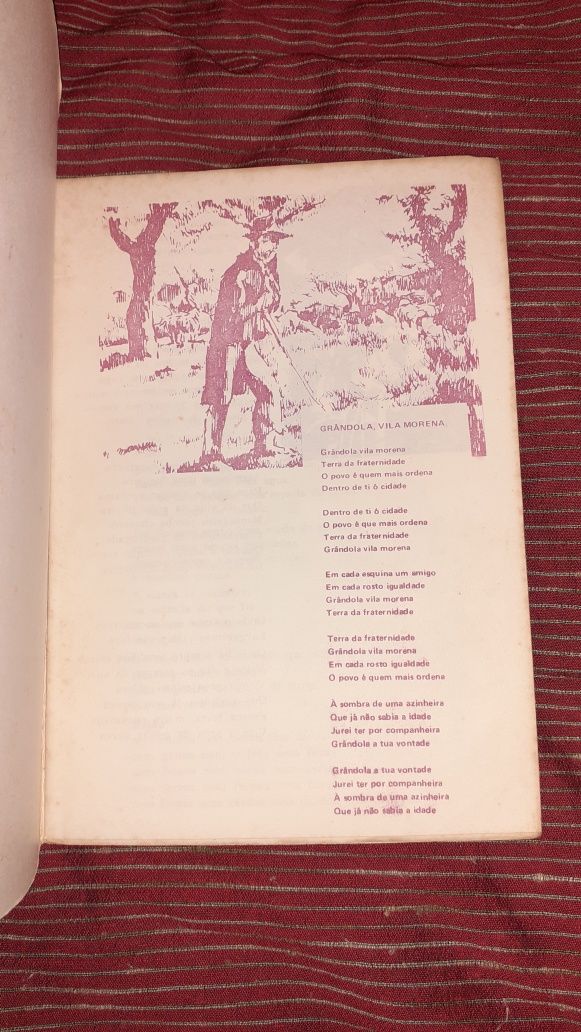 GRÂNDOLA, VILA MORENA
Grândola vila morena
Terra da fraternidade
O povo é quem mais ordena
Dentro de ti ó cidade
Dentro de ti ó cidade
O povo é que mais ordena
Terra da fraternidade
Grândola vila morena
Em cada esquina um amigo
Em cada rosto igualdade
Grândola vila morena
Terra da fraternidade
Terra da fraternidade
Grândola vila morena
Em cada rosto igualdade
O povo é quem mais ordena
À sombra de uma azinheira
Que já não sabia a idade
Jurei ter por companheira
Grândola a tua vontade
Grândola a tua vontade
Jurei ter por companheira
À sombra de uma azinheira
Que já não sabia a idade